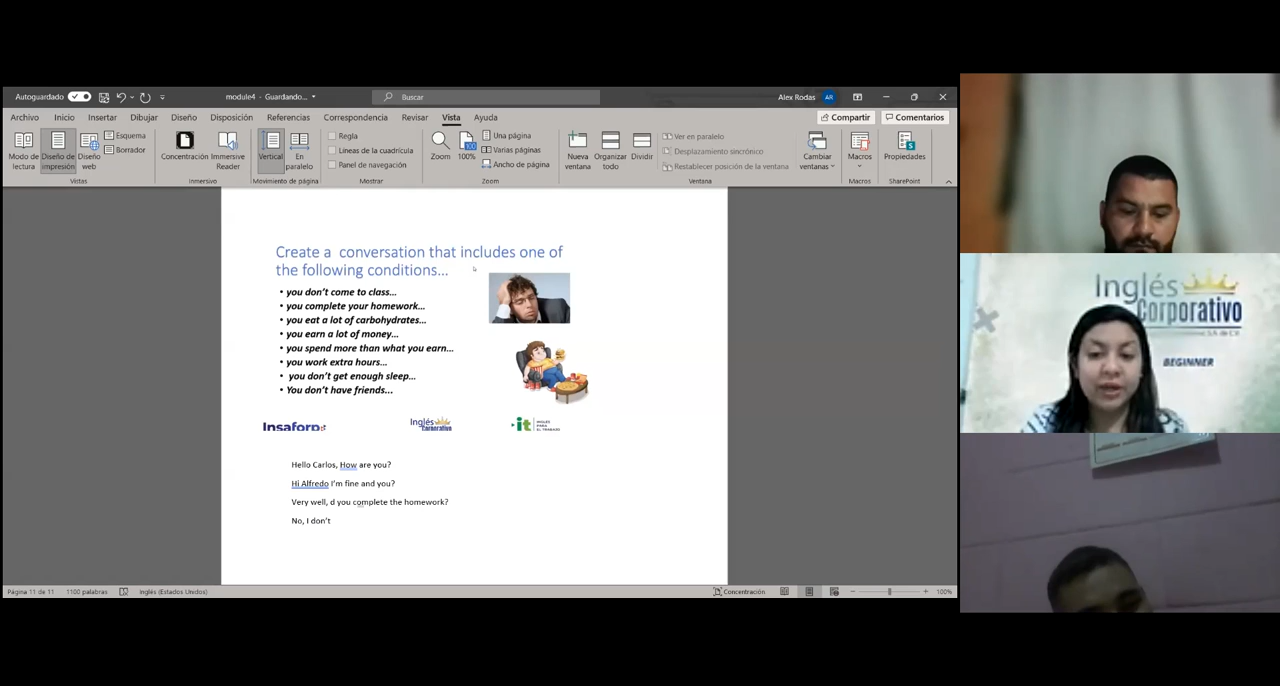 Autoguardado
module4 - Guardando...
Buscar
Alex Rodas
AR
Archivo Inicio Insertar Dibujar Diseño Disposición Referencias Correspondencia Revisar Vista Ayuda
Compartir
Comentarios
Modo de lectura
Diseño de impresión
Diseño web
Esquema
Borrador
Vistas
Concentración
Immersive Reader
Inmersivo
Vertical
En paralelo
Movimiento de página
Regla
Líneas de la cuadrícula
Panel de navegación
Mostrar
Zoom
100%
Una página
Varias páginas
Ancho de página
Zoom
Nueva ventana
Organizar todo
Dividir
Ver en paralelo
Desplazamiento sincrónico
Restablecer posición de la ventana
Ventana
Cambiar ventanas
Macros
Macros
Propiedades
SharePoint
Create a conversation that includes one of
the following conditions...
• you don't come to class...
• you complete your homework...
• you eat a lot of carbohydrates...
• you earn a lot of money...
• you spend more than what you earn...
• you work extra hours...
• you don't get enough sleep...
• You don't have friends...
Insaforp
Inglés Corporativo
it INGLÉS PARA EL TRABAJO
Hello Carlos, How are you?
Hi Alfredo I'm fine and you?
Very well, d you complete the homework?
No, I don't
Página 11 de 11
1100 palabras
Inglés (Estados Unidos)
Concentración
100%
Inglés
Corporativo
BEGINNER